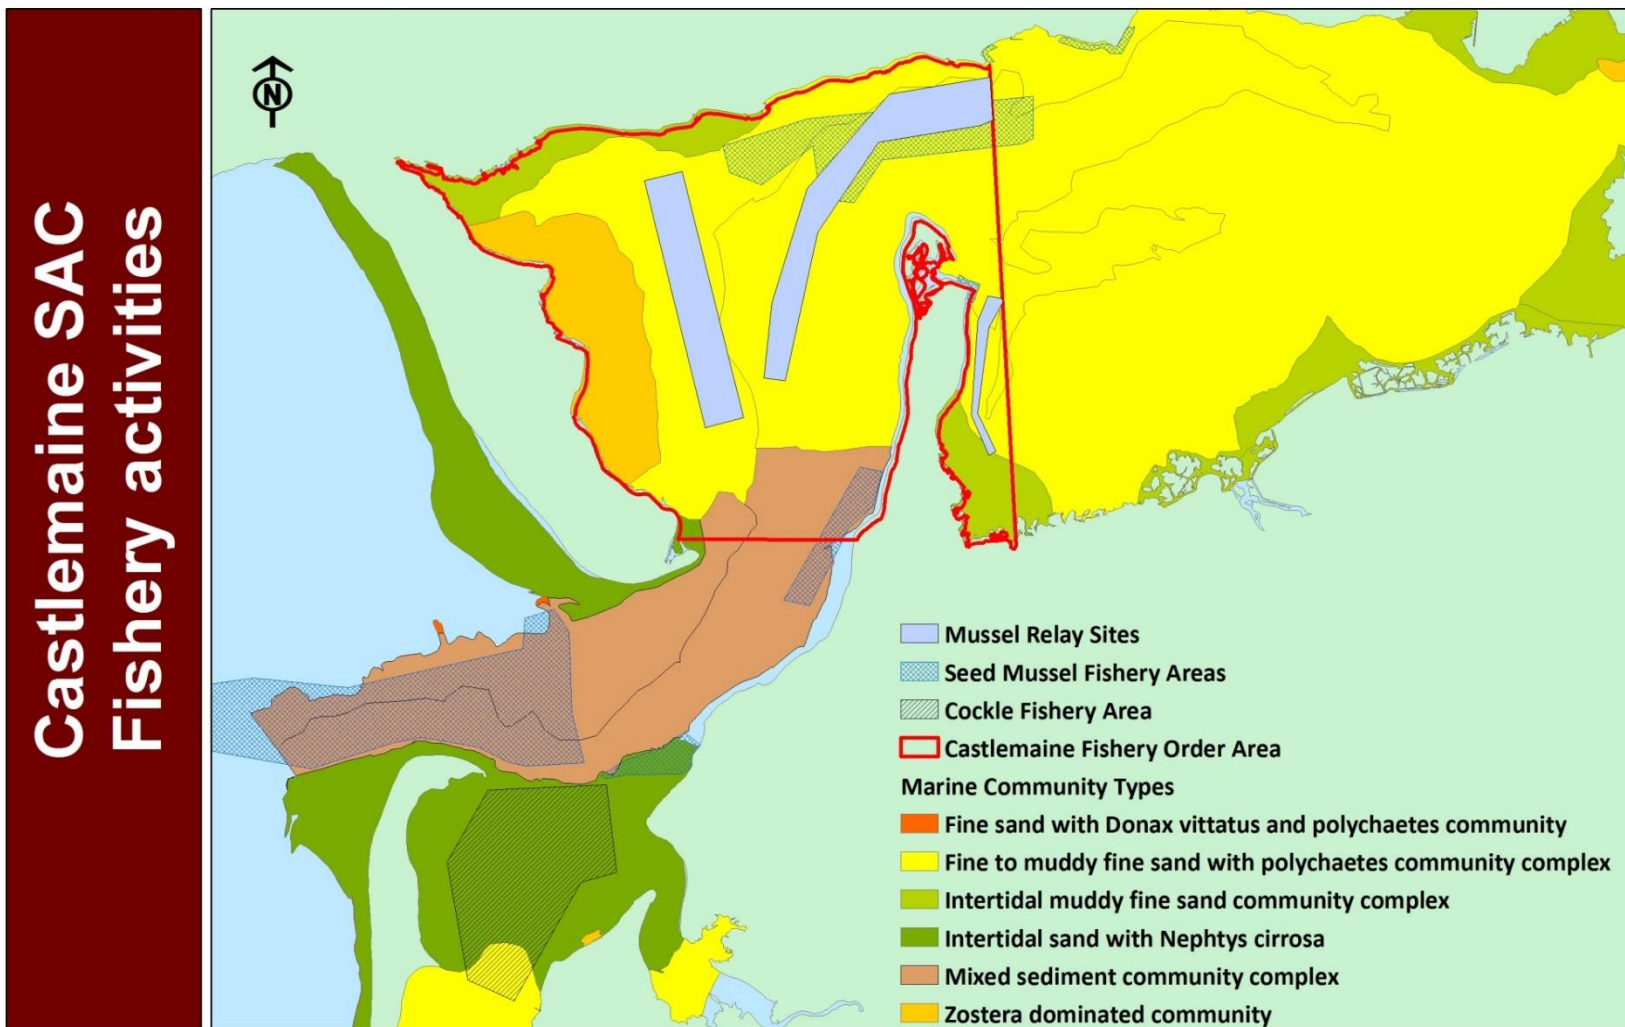 Castlemaine SAC
Fishery activities
N
Mussel Relay Sites
Seed Mussel Fishery Areas
Cockle Fishery Area
Castlemaine Fishery Order Area
Marine Community Types
Fine sand with Donax vittatus and polychaetes community
Fine to muddy fine sand with polychaetes community complex
Intertidal muddy fine sand community complex
Intertidal sand with Nephtys cirrosa
Mixed sediment community complex
Zostera dominated community